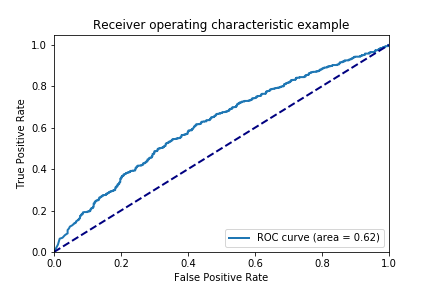 Receiver operating characteristic example
True Positive Rate
1.0
0.8
0.6
0.4
0.2
0.0
ROC curve (area = 0.62)
0.0 0.2 0.4 0.6 0.8 1.0
False Positive Rate